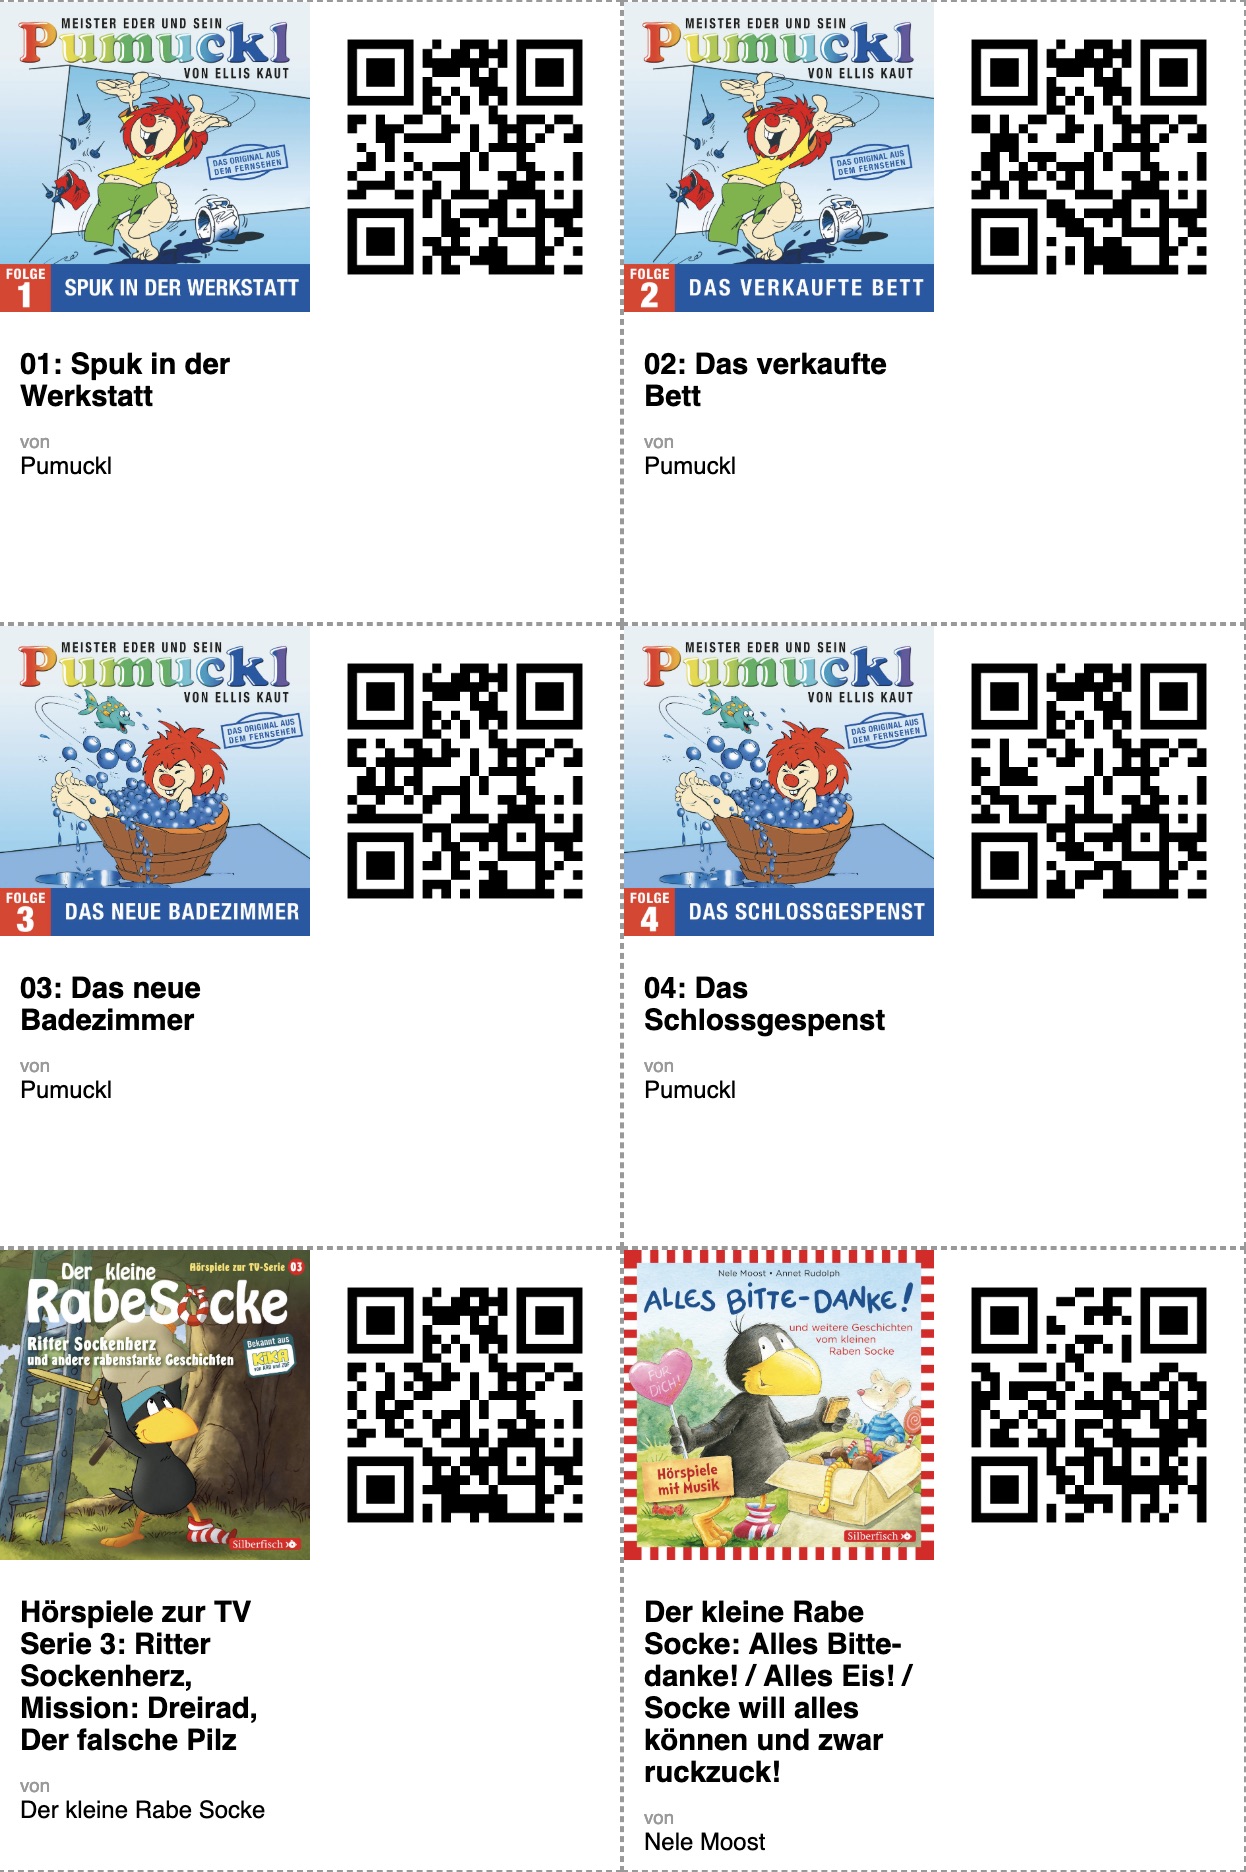 MEISTER EDER UND SEIN
Pumuckl
VON ELLIS KAUT
DAS ORIGINAL AUS
DEM FERNSEHEN
FOLGE
1
SPUK IN DER WERKSTATT
01: Spuk in der
Werkstatt
von
Pumuckl
MEISTER EDER UND SEIN
Pumuckl
VON ELLIS KAUT
DAS ORIGINAL AUS
DEM FERNSEHEN
FOLGE
2
DAS VERKAUFTE BETT
02: Das verkaufte
Bett
von
Pumuckl
MEISTER EDER UND SEIN
Pumuckl
VON ELLIS KAUT
DAS ORIGINAL AUS
DEM FERNSEHEN
FOLGE
3
DAS NEUE BADEZIMMER
03: Das neue
Badezimmer
von
Pumuckl
MEISTER EDER UND SEIN
Pumuckl
VON ELLIS KAUT
DAS ORIGINAL AUS
DEM FERNSEHEN
FOLGE
4
DAS SCHLOSSGESPENST
04: Das
Schlossgespenst
von
Pumuckl
Der kleine
Hörspiele zur TV-Serie 03
RabeSocke
Ritter Sockenherz
und andere rabenstarke Geschichten
Bekannt aus
KiKA
von ARD und ZDF
Silberfisch
Hörspiele zur TV
Serie 3: Ritter
Sockenherz,
Mission: Dreirad,
Der falsche Pilz
von
Der kleine Rabe Socke
Nele Moost • Annet Rudolph
ALLES BITTE-DANKE!
und weitere Geschichten
vom kleinen
Raben Socke
FÜR
DICH!
Hörspiele
mit Musik
Silberfisch
Der kleine Rabe
Socke: Alles Bitte-
danke! / Alles Eis! /
Socke will alles
können und zwar
ruckzuck!
von
Nele Moost